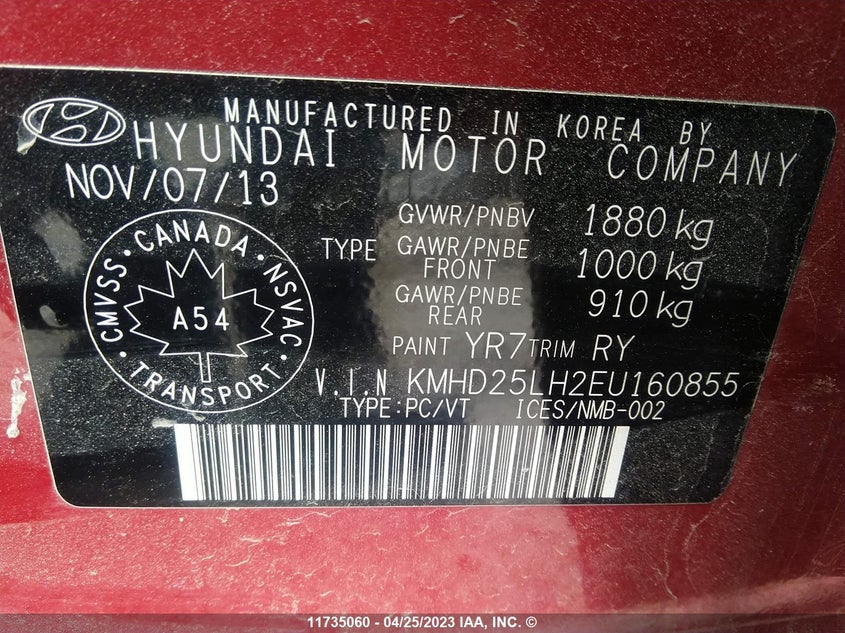 MANUFACTURED IN KOREA BY
HYUNDAI MOTOR COMPANY
NOV/07/13
GVWR/PNBV 1880 kg
TYPE GAWR/PNBE FRONT 1000 kg
GAWR/PNBE REAR 910 kg
PAINT YR7 TRIM RY
CMVSS · CANADA · NSVAC · TRANSPORT ·
A54
V.I.N KMHD25LH2EU160855
TYPE:PC/VT ICES/NMB-002
11735060 - 04/25/2023 IAA, INC. ©